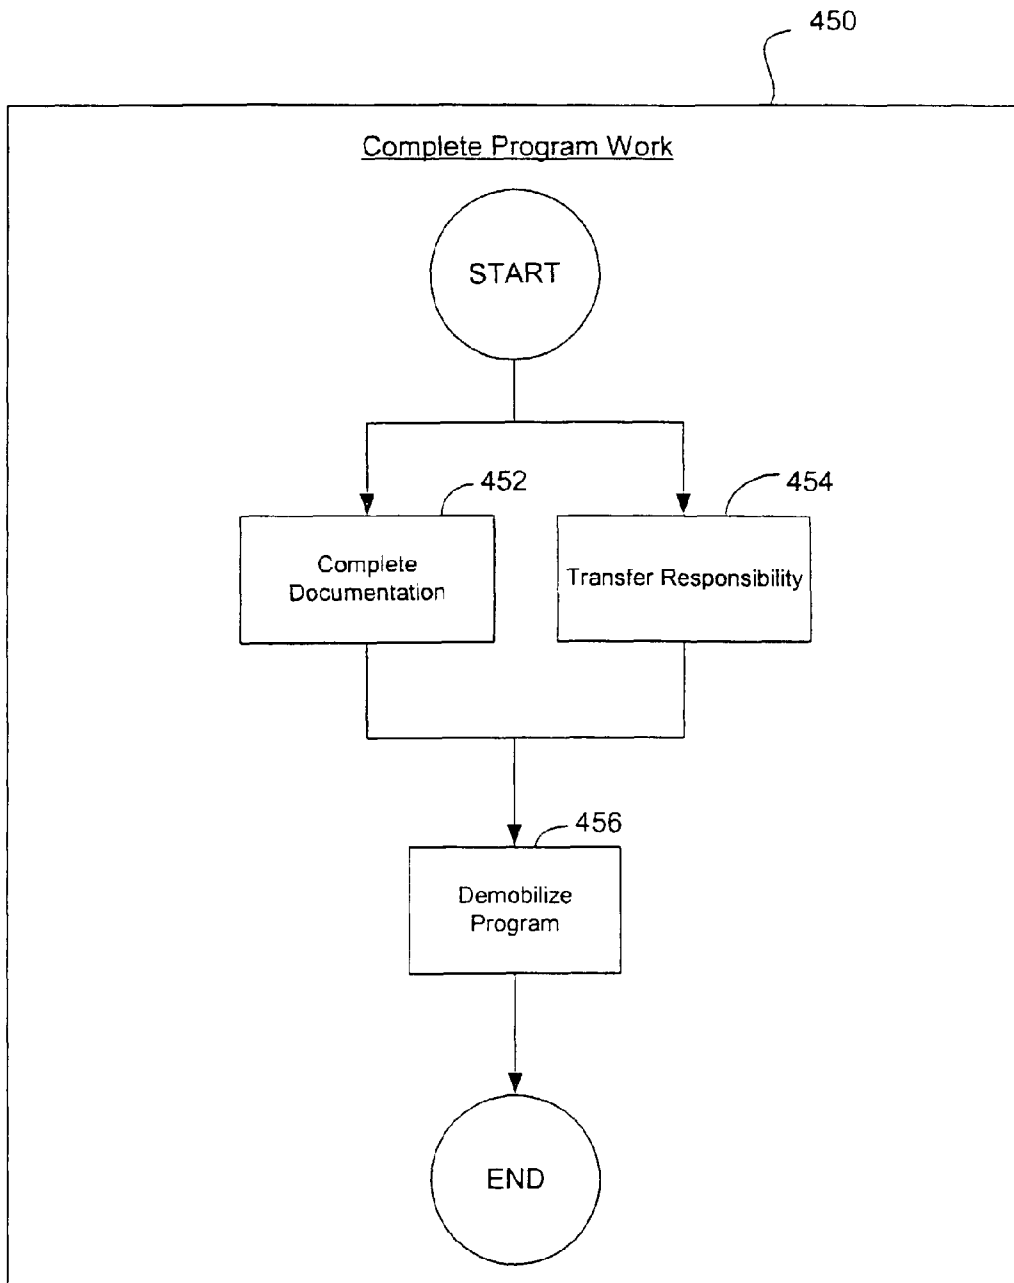 450
Complete Program Work
START
452
454
Complete
Documentation
Transfer Responsibility
456
Demobilize
Program
END